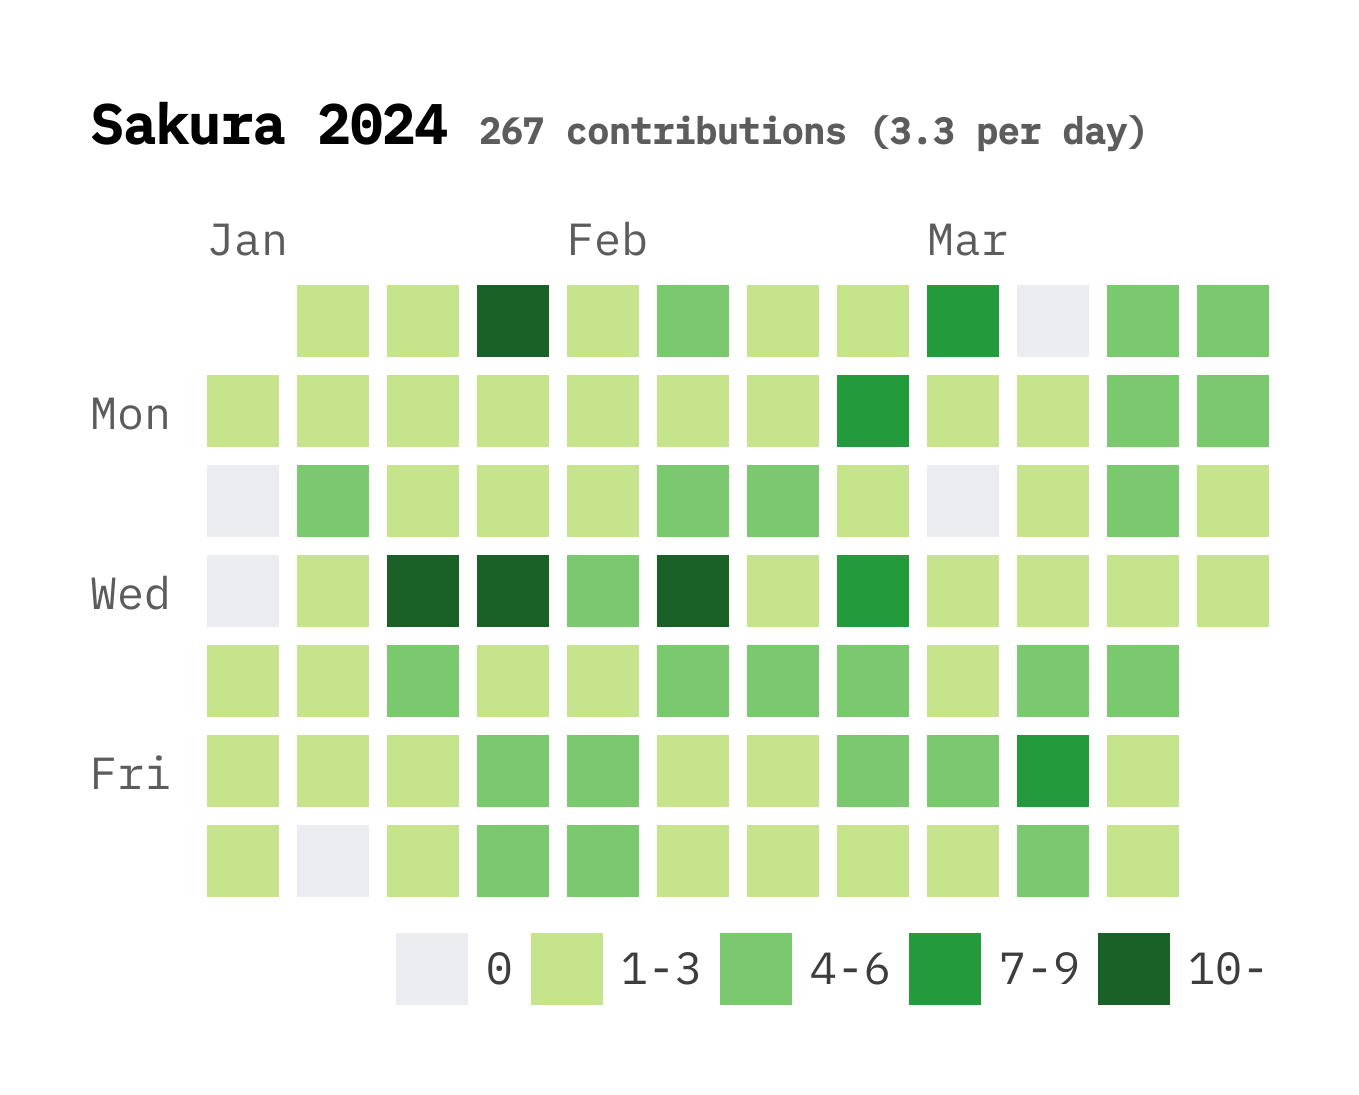 Sakura 2024 267 contributions (3.3 per day)
Jan Feb Mar
Mon
Wed
Fri
0 1-3 4-6 7-9 10-